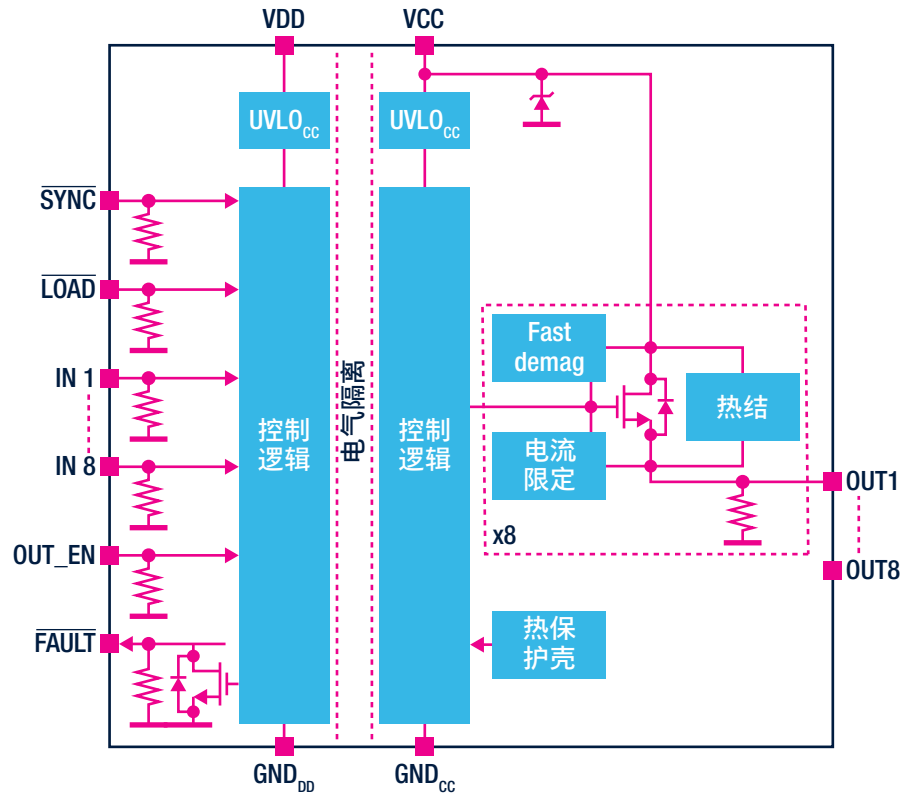 VDD
VCC
UVLOCC
UVLOCC
SYNC
LOAD
IN 1
IN 8
OUT_EN
FAULT
控制
逻辑
电气隔离
控制
逻辑
Fast
demag
电流
限定
热结
x8
热保
护壳
OUT1
OUT8
GNDDD
GNDCC